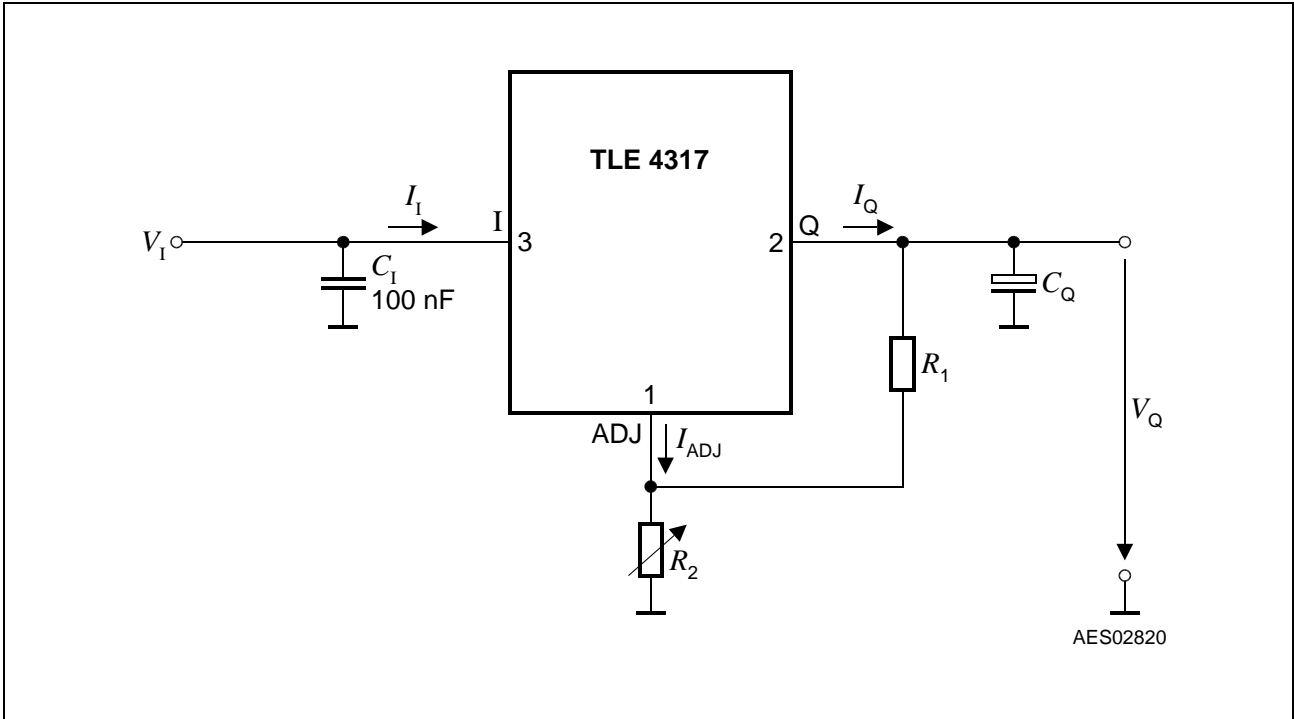 TLE 4317
I_I
I
3
V_I
C_I
100 nF
2
Q
I_Q
C_Q
R_1
1
ADJ
I_ADJ
V_Q
R_2
AES02820